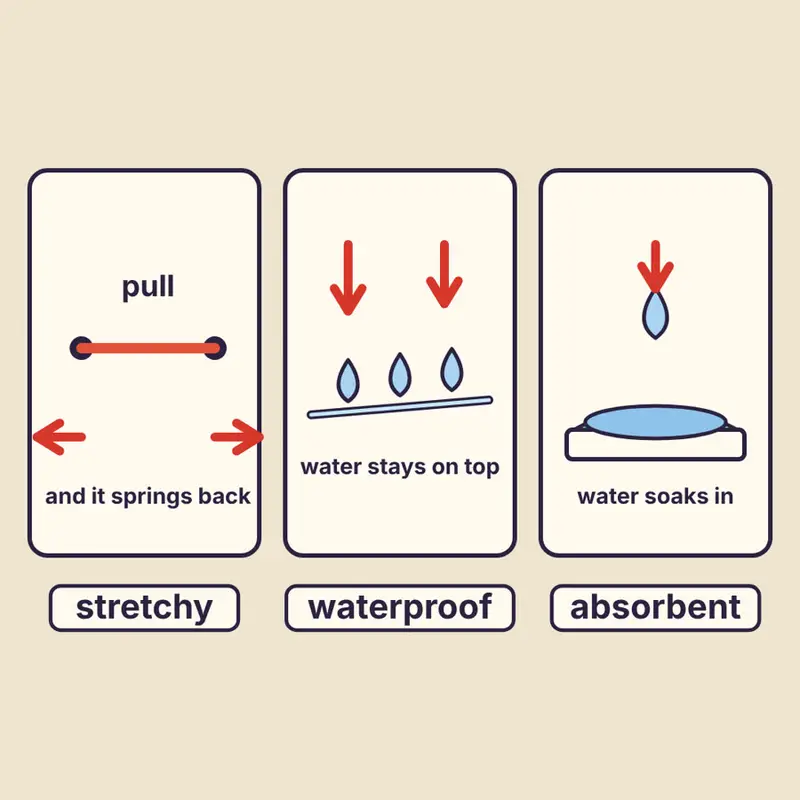 pull
and it springs back
stretchy
water stays on top
waterproof
water soaks in
absorbent